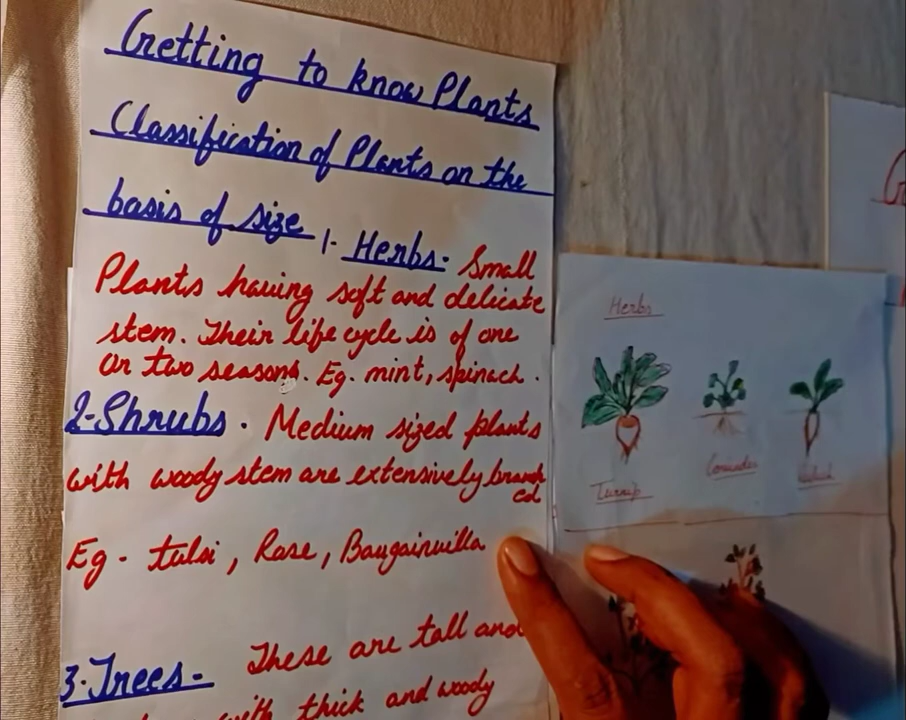 Getting to know Plants
Classification of Plants on the
basis of size
1- Herbs- Small
Plants having soft and delicate
stem. Their life cycle is of one
or two seasons. Eg. mint, spinach.
2-Shrubs. Medium sized plants
with woody stem are extensively branch
ed
Eg- tulsi, Rose, Baugainvilla
3. Trees- These are tall and
with thick and woody
Herbs
Turnip
Coriander